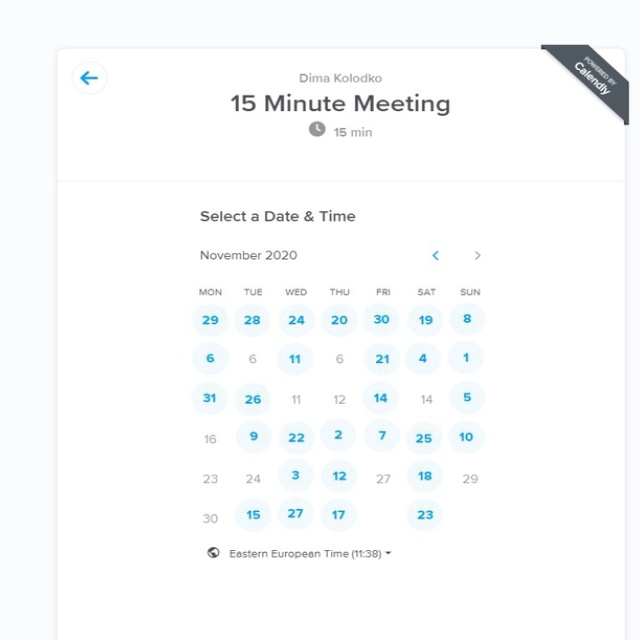 POWERED BY
Calendly
Dima Kolodko
15 Minute Meeting
15 min
Select a Date & Time
November 2020
MON TUE WED THU FRI SAT SUN
29 28 24 20 30 19 8
6 6 11 6 21 4 1
31 26 11 12 14 14 5
16 9 22 2 7 25 10
23 24 3 12 27 18 29
30 15 27 17 23
Eastern European Time (11:38)